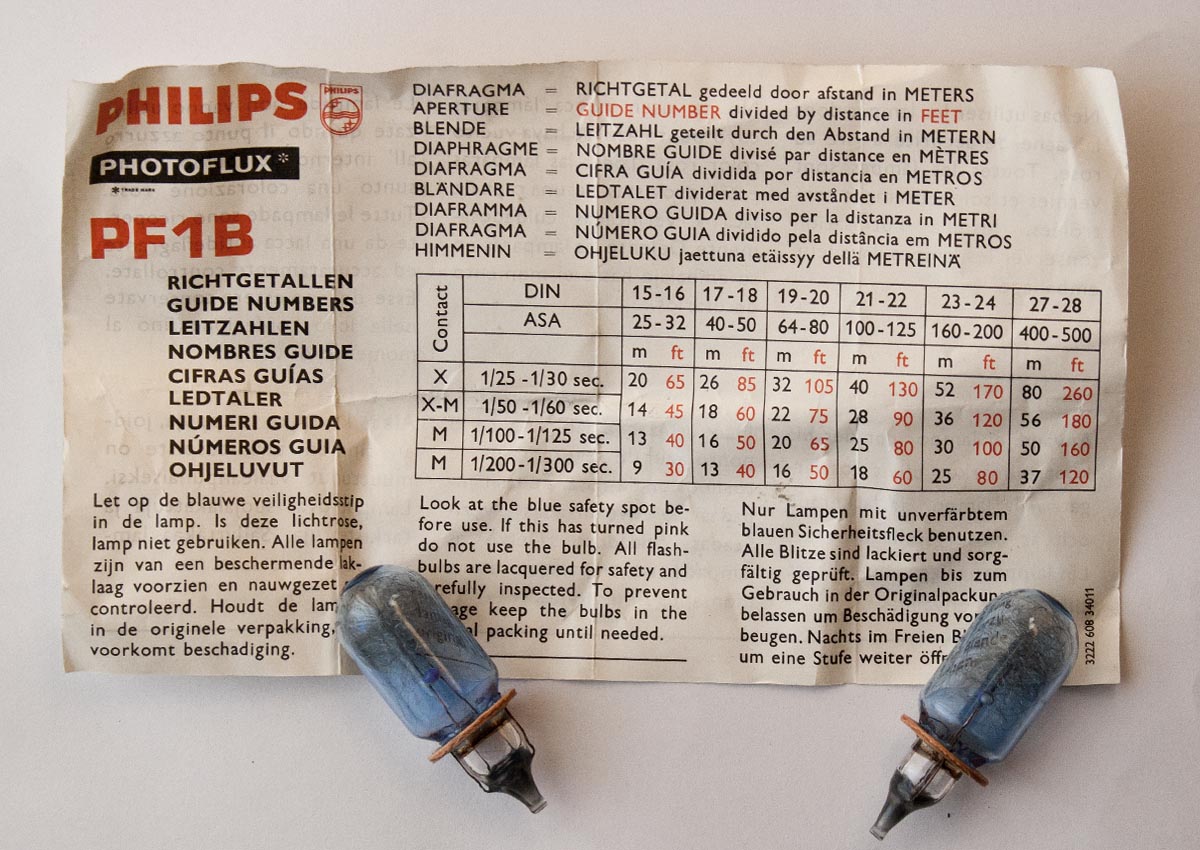 PHILIPS
PHILIPS
PHOTOFLUX*
* TRADE MARK
PF1B
RICHTGETALLEN
GUIDE NUMBERS
LEITZAHLEN
NOMBRES GUIDE
CIFRAS GUÍAS
LEDTALER
NUMERI GUIDA
NÚMEROS GUIA
OHJELUVUT
DIAFRAGMA = RICHTGETAL gedeeld door afstand in METERS
APERTURE = GUIDE NUMBER divided by distance in FEET
BLENDE = LEITZAHL geteilt durch den Abstand in METERN
DIAPHRAGME = NOMBRE GUIDE divisé par distance en MÈTRES
DIAFRAGMA = CIFRA GUÍA dividida por distancia en METROS
BLÄNDARE = LEDTALET dividerat med avståndet i METER
DIAFRAMMA = NUMERO GUIDA diviso per la distanza in METRI
DIAFRAGMA = NÚMERO GUIA dividido pela distância em METROS
HIMMENIN = OHJELUKU jaettuna etäissyy dellä METREINÄ
Contact DIN 15-16 17-18 19-20 21-22 23-24 27-28
ASA 25-32 40-50 64-80 100-125 160-200 400-500
m ft m ft m ft m ft m ft m ft
X 1/25-1/30 sec. 20 65 26 85 32 105 40 130 52 170 80 260
X-M 1/50-1/60 sec. 14 45 18 60 22 75 28 90 36 120 56 180
M 1/100-1/125 sec. 13 40 16 50 20 65 25 80 30 100 50 160
M 1/200-1/300 sec. 9 30 13 40 16 50 18 60 25 80 37 120
Let op de blauwe veiligheidsstip
in de lamp. Is deze lichtrose,
lamp niet gebruiken. Alle lampen
zijn van een beschermende lak-
laag voorzien en nauwgezet
controleerd. Houdt de lam
in de originele verpakking,
voorkomt beschadiging.
Look at the blue safety spot be-
fore use. If this has turned pink
do not use the bulb. All flash-
bulbs are lacquered for safety and
refully inspected. To prevent
age keep the bulbs in the
l packing until needed.
Nur Lampen mit unverfärbtem
blauen Sicherheitsfleck benutzen.
Alle Blitze sind lackiert und sorg-
fältig geprüft. Lampen bis zum
Gebrauch in der Originalpackung
belassen um Beschädigung vor
beugen. Nachts im Freien B
um eine Stufe weiter öff
3222 608 34011